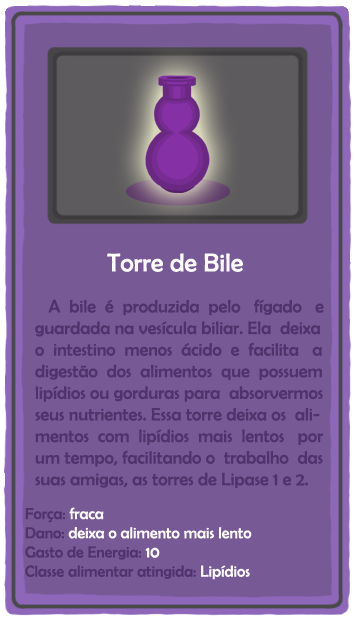 Torre de Bile
A bile é produzida pelo fígado e
guardada na vesícula biliar. Ela deixa
o intestino menos ácido e facilita a
digestão dos alimentos que possuem
lipídios ou gorduras para absorvermos
seus nutrientes. Essa torre deixa os ali-
mentos com lipídios mais lentos por
um tempo, facilitando o trabalho das
suas amigas, as torres de Lipase 1 e 2.
Força: fraca
Dano: deixa o alimento mais lento
Gasto de Energia: 10
Classe alimentar atingida: Lipídios